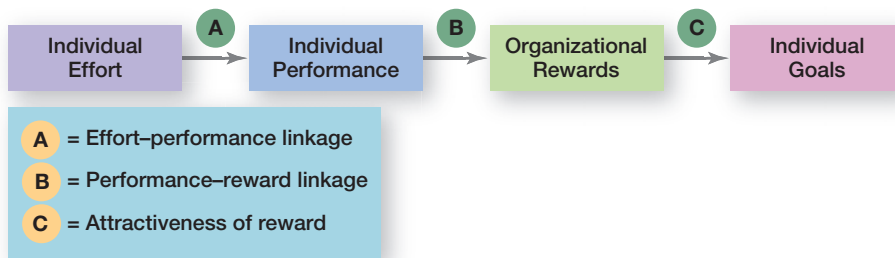 A
B
C
Individual
Effort
Individual
Performance
Organizational
Rewards
Individual
Goals
A = Effort–performance linkage
B = Performance–reward linkage
C = Attractiveness of reward